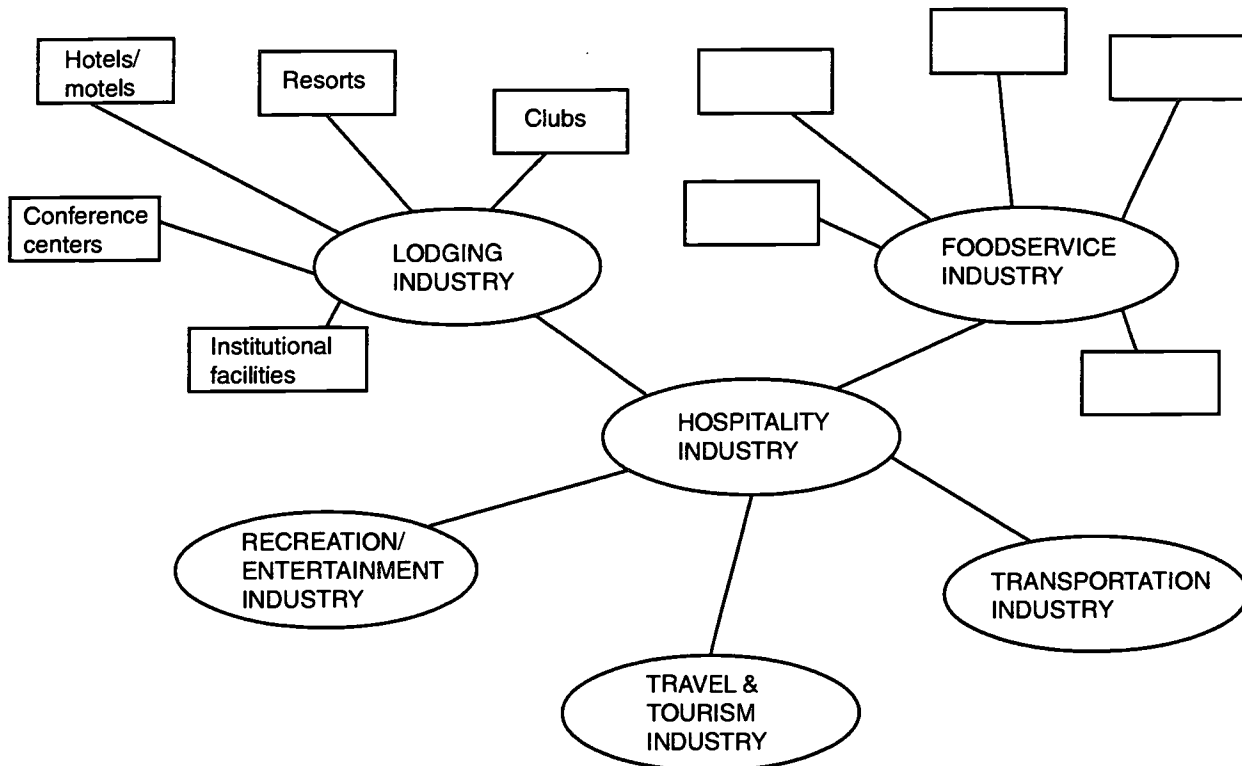 Hotels/
motels
Resorts
Clubs
Conference
centers
LODGING
INDUSTRY
FOODSERVICE
INDUSTRY
Institutional
facilities
HOSPITALITY
INDUSTRY
RECREATION/
ENTERTAINMENT
INDUSTRY
TRANSPORTATION
INDUSTRY
TRAVEL &
TOURISM
INDUSTRY